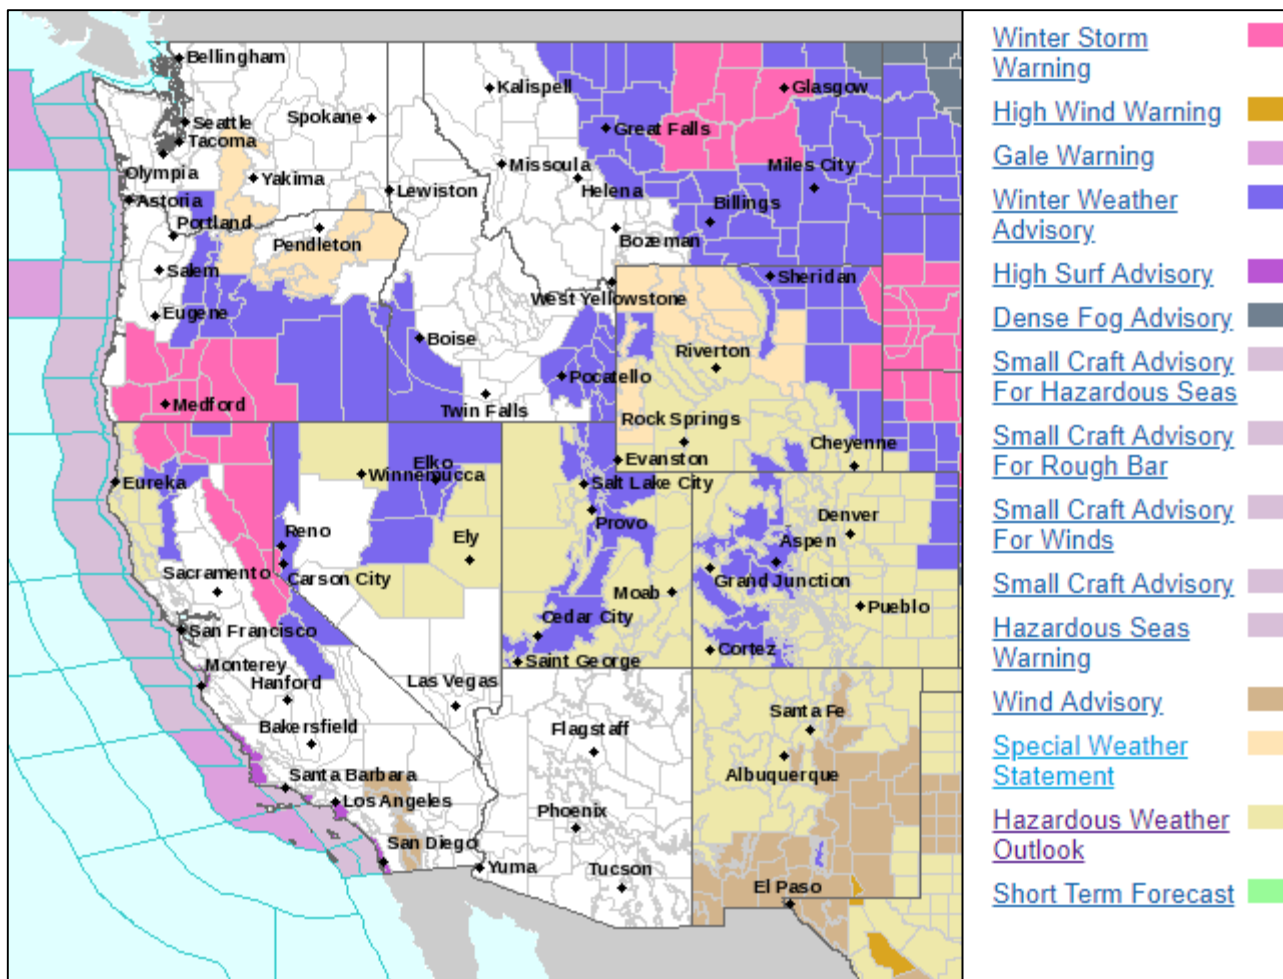 Bellingham
Kalispell
Glasgow
Spokane
Seattle
Great Falls
Tacoma
Missoula
Miles City
Olympia
Yakima
Lewiston
Helena
Astoria
Billings
Portland
Pendleton
Bozeman
Salem
Sheridan
West Yellowstone
Eugene
Boise
Riverton
Pocatello
Medford
Twin Falls
Rock Springs
Cheyenne
Elko
Evanston
Eureka
Winnemucca
Salt Lake City
Provo
Denver
Reno
Ely
Aspen
Sacramento
Carson City
Grand Junction
Moab
Pueblo
Cedar City
San Francisco
Cortez
Saint George
Monterey
Hanford
Las Vegas
Santa Fe
Bakersfield
Flagstaff
Albuquerque
Santa Barbara
Los Angeles
Phoenix
San Diego
Yuma
Tucson
El Paso
Winter Storm
Warning
High Wind Warning
Gale Warning
Winter Weather
Advisory
High Surf Advisory
Dense Fog Advisory
Small Craft Advisory
For Hazardous Seas
Small Craft Advisory
For Rough Bar
Small Craft Advisory
For Winds
Small Craft Advisory
Hazardous Seas
Warning
Wind Advisory
Special Weather
Statement
Hazardous Weather
Outlook
Short Term Forecast